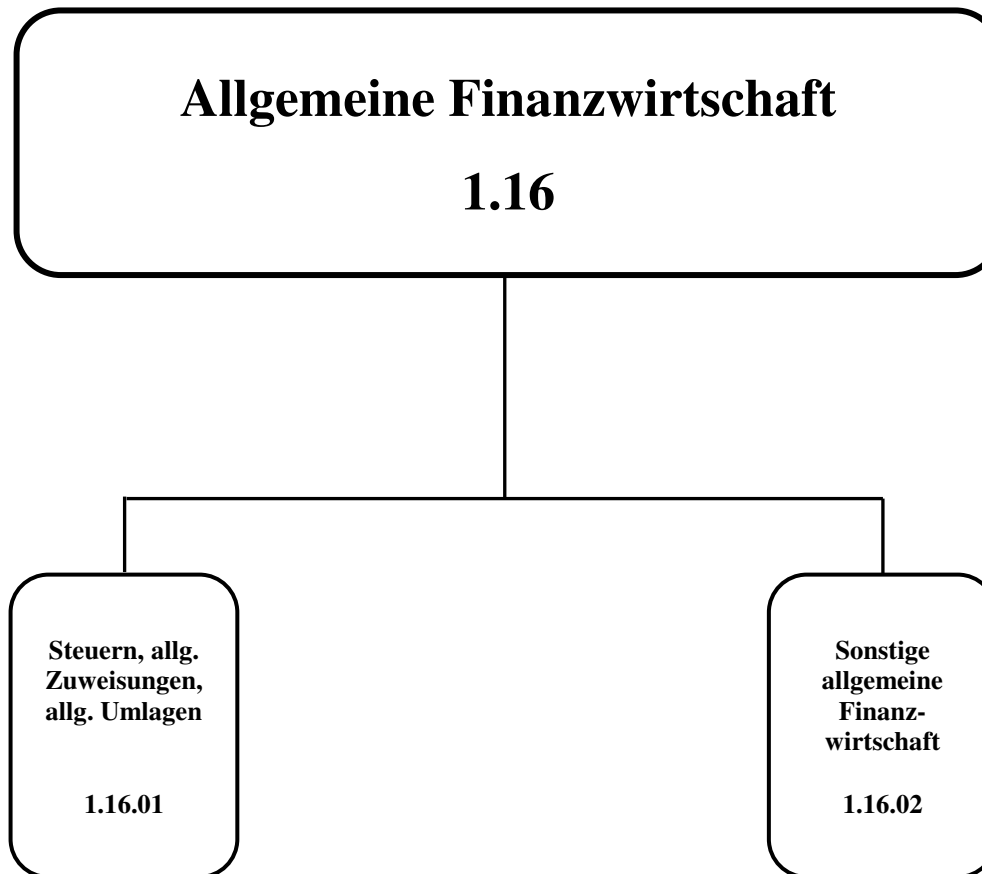 Allgemeine Finanzwirtschaft
1.16
Steuern, allg.
Zuweisungen,
allg. Umlagen
1.16.01
Sonstige
allgemeine
Finanz-
wirtschaft
1.16.02